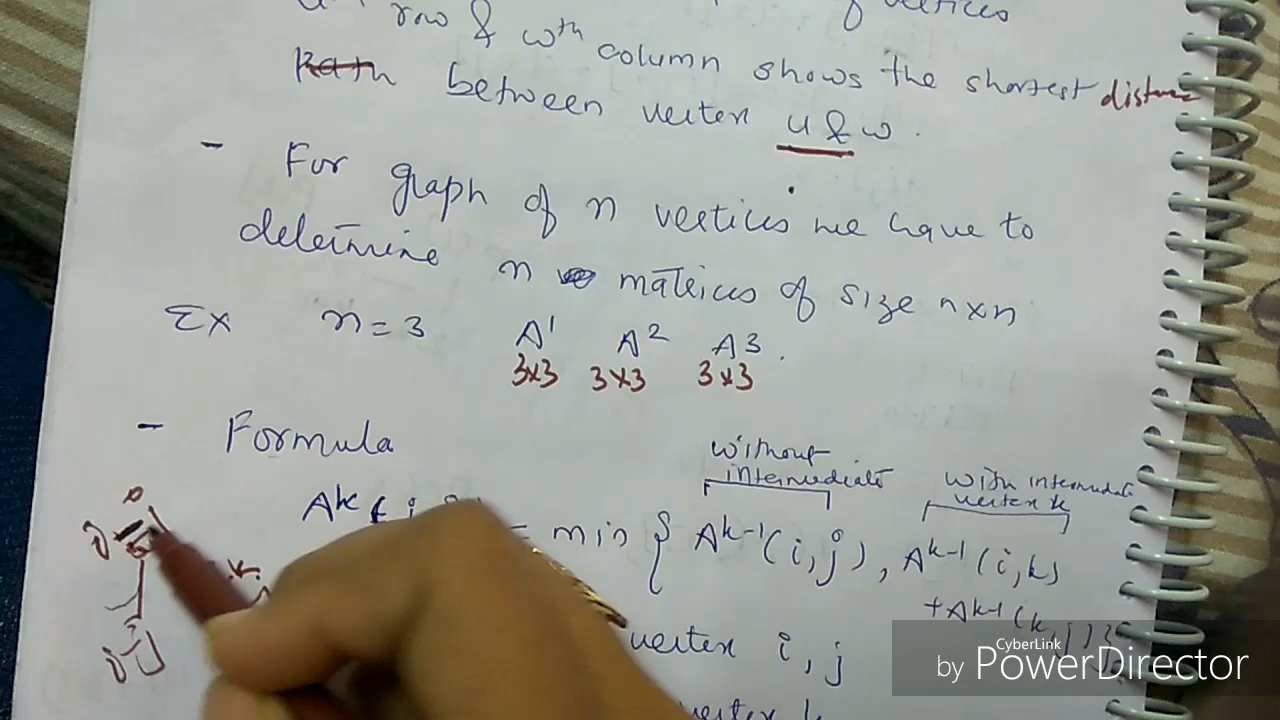 row & wth column shows the shortest distance
Path between vertex u & w.
- For graph of n vertices we have to
determine n matrices of size n×n
Ex n = 3 A1 A2 A3.
3×3 3×3 3×3
- Formula
without
intermediate
with intermediate
vertex k
Ak(i, = min { Ak-1(i,j), Ak-1(i,k)
+Ak-1(k,j)}
vertex i, j
vertex k
CyberLink
by PowerDirector